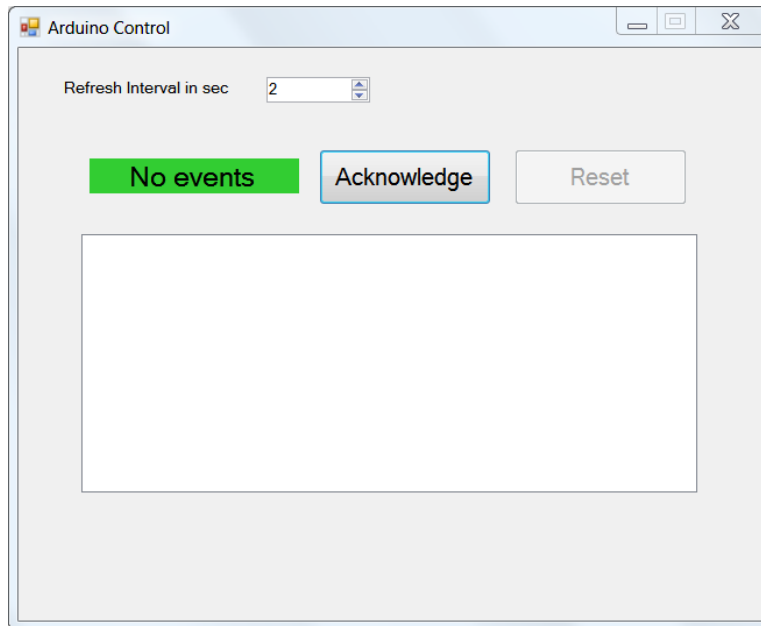 Arduino Control
Refresh Interval in sec 2
No events Acknowledge Reset